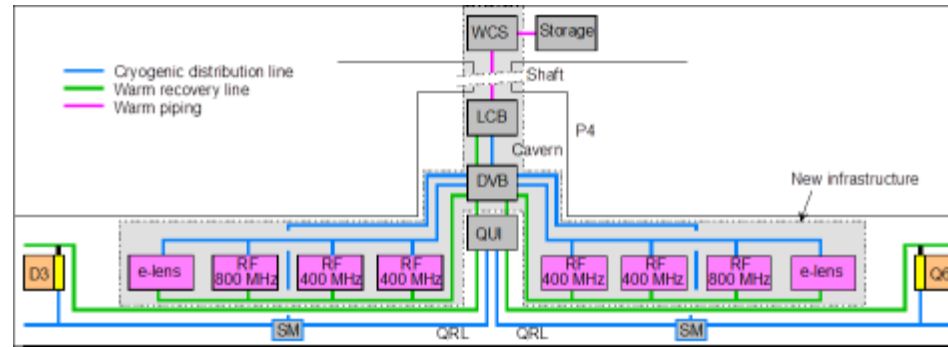 WCS
Storage
Cryogenic distribution line
Warm recovery line
Warm piping
Shaft
LCB
P4
Cavern
DVB
New infrastructure
QUI
D3
e-lens
RF
800 MHz
RF
400 MHz
RF
400 MHz
RF
400 MHz
RF
400 MHz
RF
800 MHz
e-lens
Q6
SM
QRL
QRL
SM